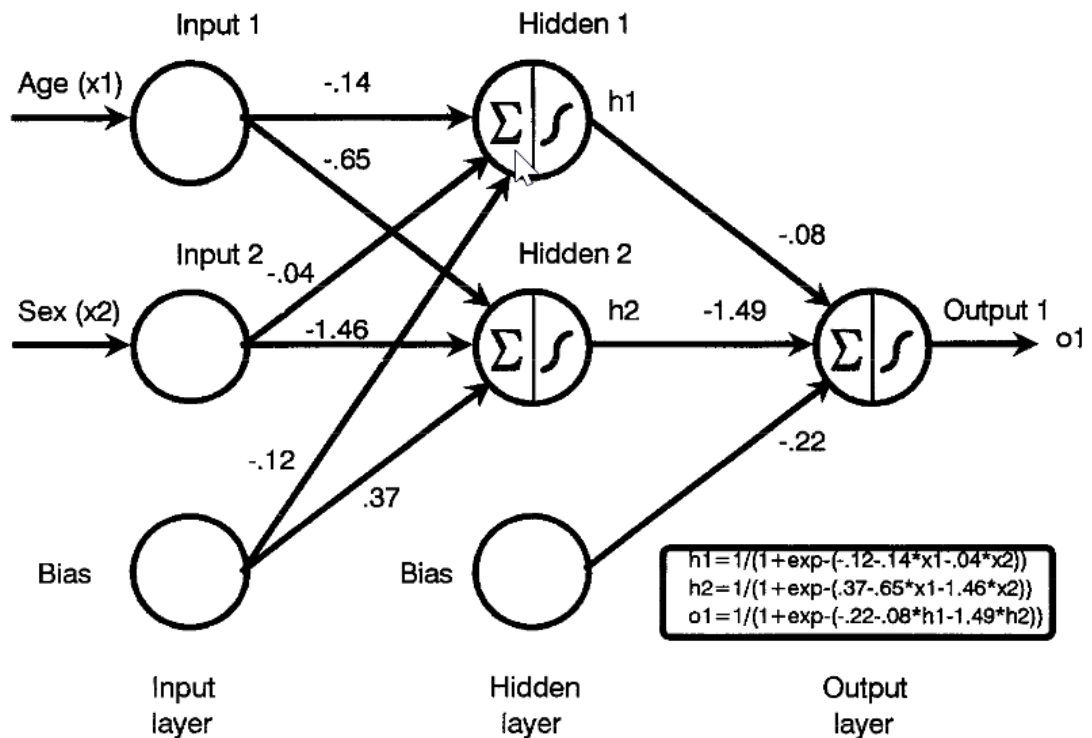 Input 1
Hidden 1
Age (x1)
-.14
h1
-.65
-.08
Input 2
Hidden 2
-.04
Sex (x2)
-1.46
h2
-1.49
Output 1
o1
Σ ʃ
Σ ʃ
Σ ʃ
-.12
.37
-.22
Bias
Bias
h1=1/(1+exp-(-.12-.14*x1-.04*x2))
h2=1/(1+exp-(.37-.65*x1-1.46*x2))
o1=1/(1+exp-(-.22-.08*h1-1.49*h2))
Input
layer
Hidden
layer
Output
layer